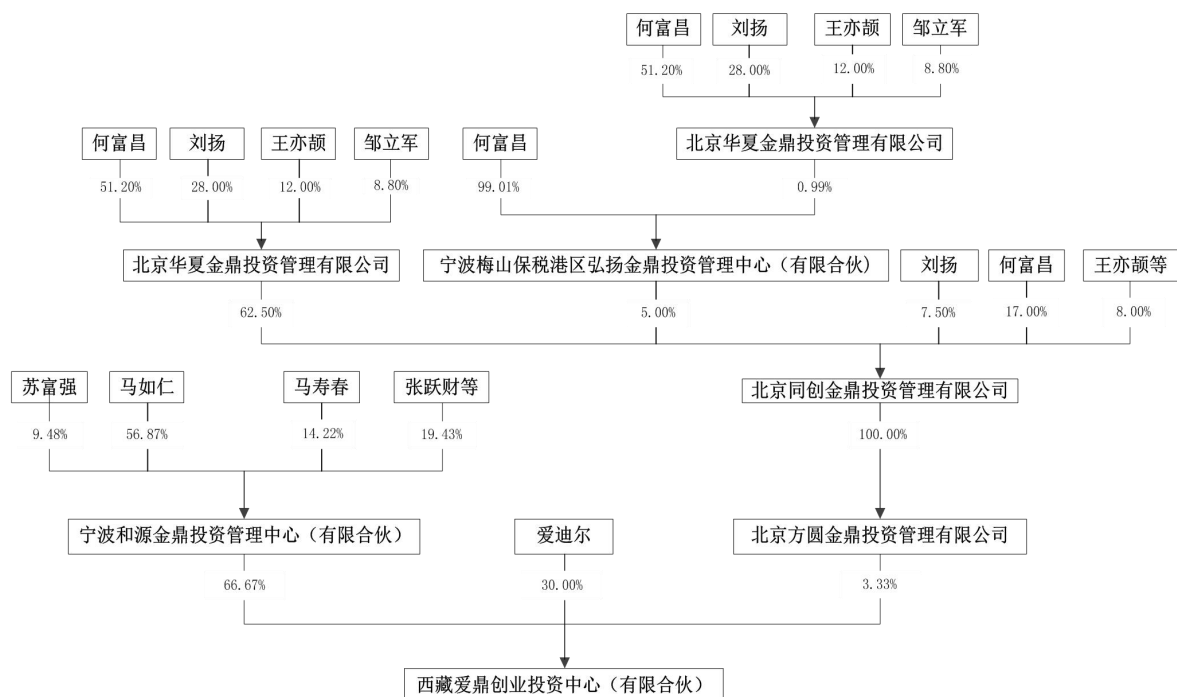 何富昌 刘扬 王亦颉 邹立军
51.20% 28.00% 12.00% 8.80%
何富昌 刘扬 王亦颉 邹立军 何富昌 北京华夏金鼎投资管理有限公司
51.20% 28.00% 12.00% 8.80% 99.01% 0.99%
北京华夏金鼎投资管理有限公司 宁波梅山保税港区弘扬金鼎投资管理中心（有限合伙) 刘扬 何富昌 王亦颉等
62.50% 5.00% 7.50% 17.00% 8.00%
苏富强 马如仁 马寿春 张跃财等 北京同创金鼎投资管理有限公司
9.48% 56.87% 14.22% 19.43% 100.00%
宁波和源金鼎投资管理中心（有限合伙） 爱迪尔 北京方圆金鼎投资管理有限公司
66.67% 30.00% 3.33%
西藏爱鼎创业投资中心（有限合伙）